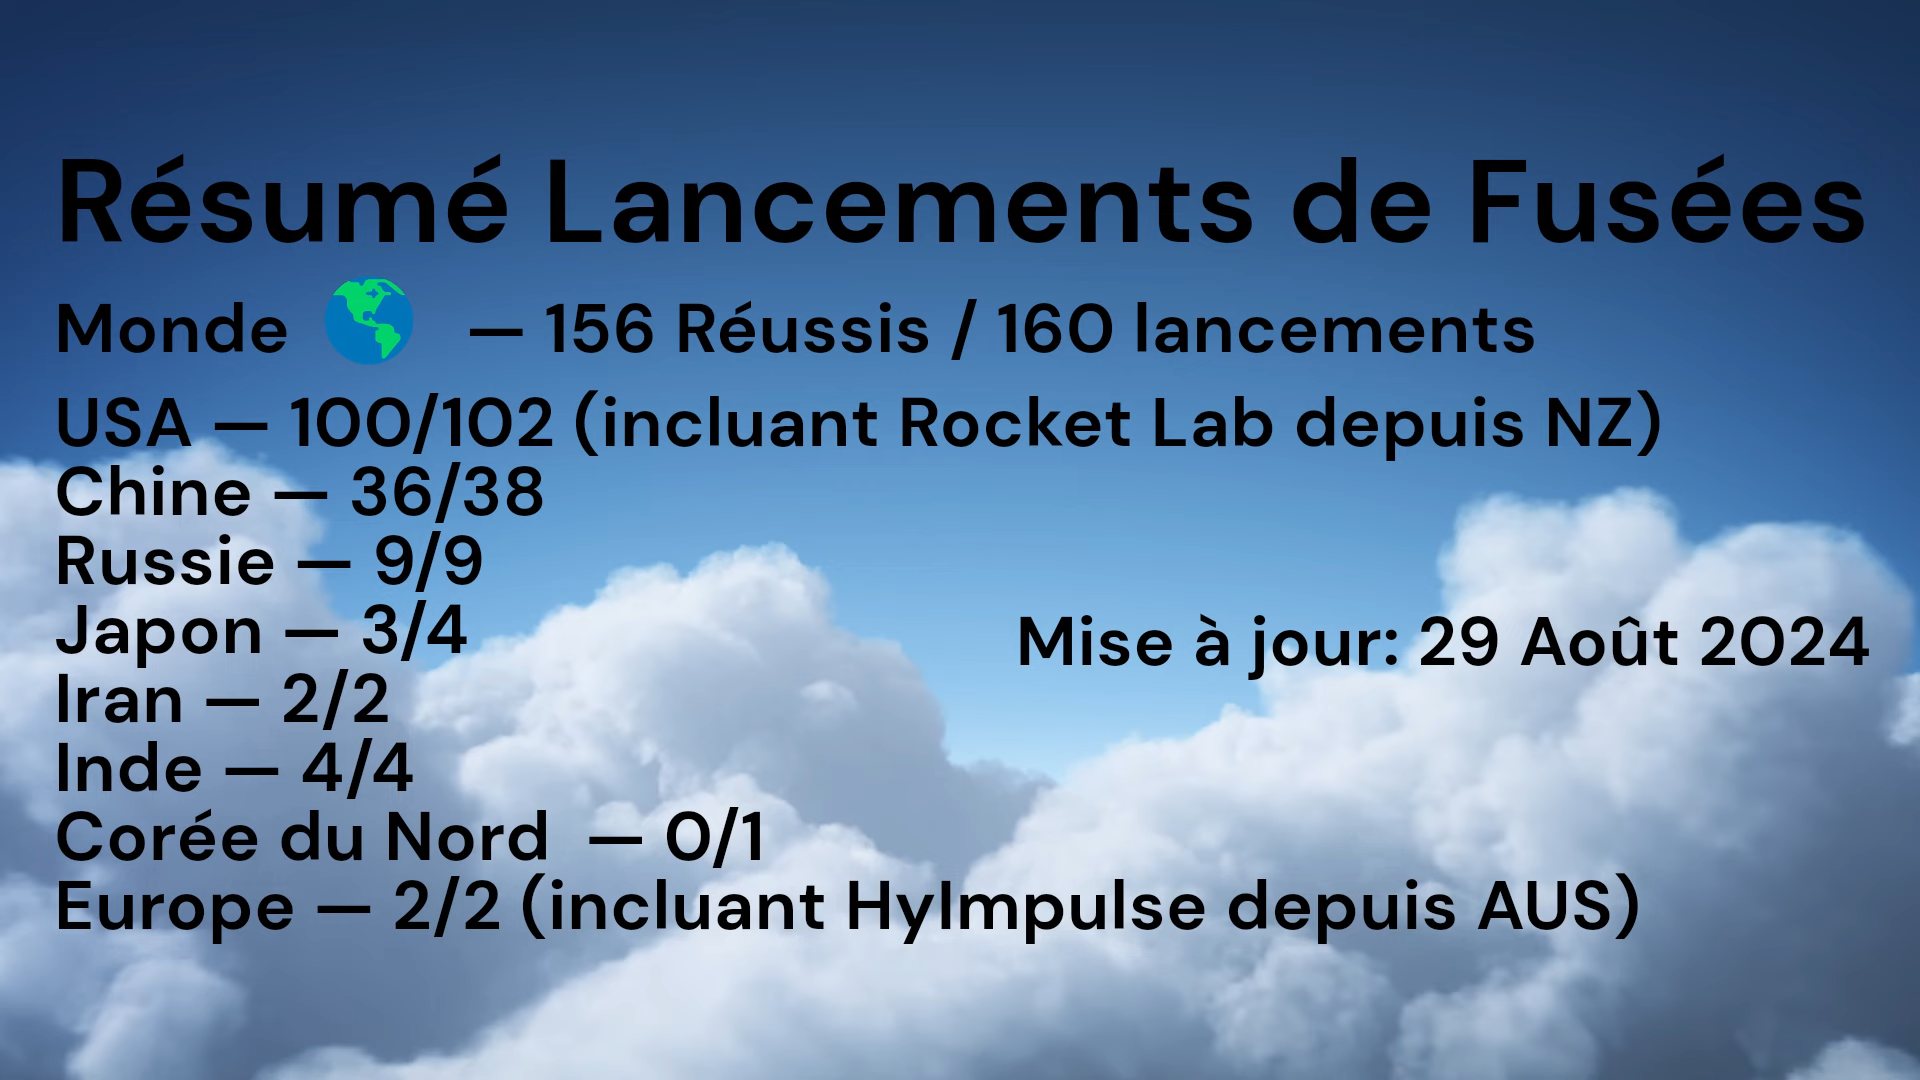 Résumé Lancements de Fusées
Monde 🌎 — 156 Réussis / 160 lancements
USA — 100/102 (incluant Rocket Lab depuis NZ)
Chine — 36/38
Russie — 9/9
Japon — 3/4
Mise à jour: 29 Août 2024
Iran — 2/2
Inde — 4/4
Corée du Nord — 0/1
Europe — 2/2 (incluant HyImpulse depuis AUS)